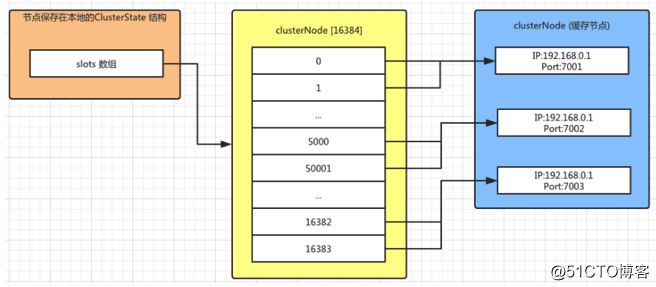 节点保存在本地的ClusterState 结构
slots 数组
clusterNode [16384]
0
1
...
5000
50001
...
16382
16383
clusterNode (缓存节点)
IP:192.168.0.1
Port:7001
IP:192.168.0.1
Port:7002
IP:192.168.0.1
Port:7003
@51CTO博客